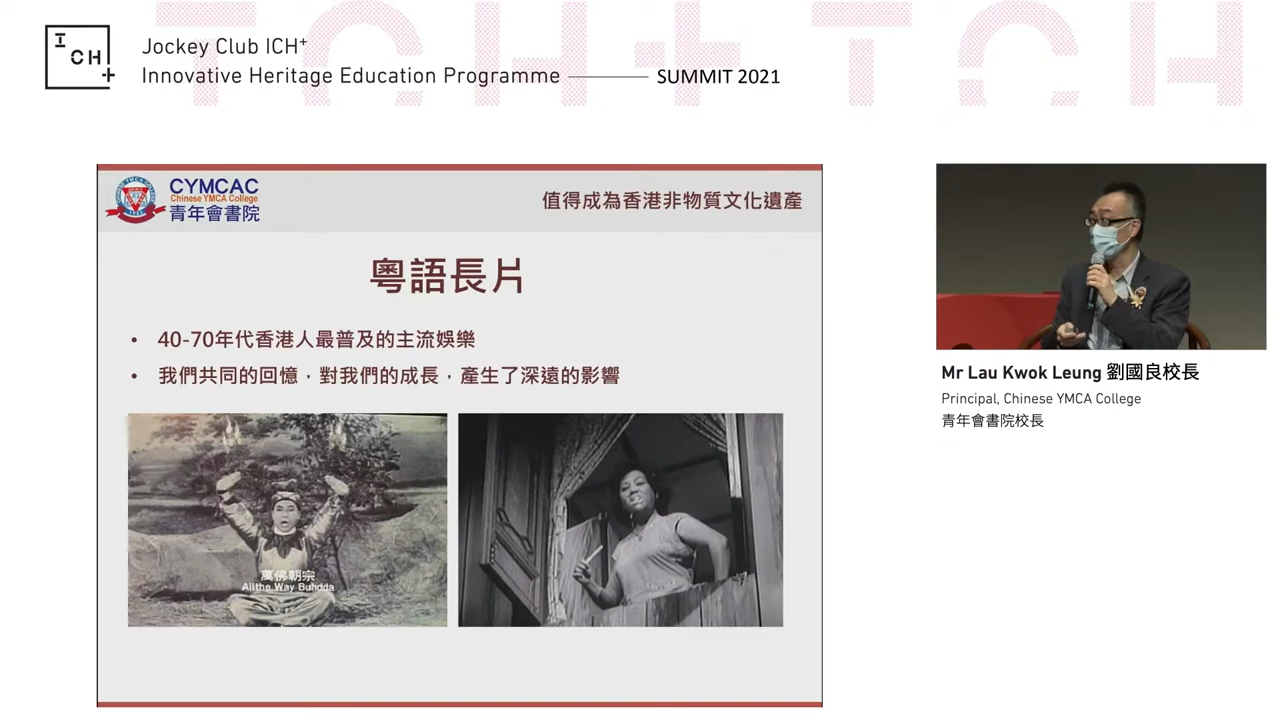 ICH+
Jockey Club ICH+
Innovative Heritage Education Programme
SUMMIT 2021
CYMCAC
Chinese YMCA College
青年會書院
值得成為香港非物質文化遺產
粵語長片
• 40-70年代香港人最普及的主流娛樂
• 我們共同的回憶，對我們的成長，產生了深遠的影響
萬佛朝宗
All the Way Buhdda
Mr Lau Kwok Leung 劉國良校長
Principal, Chinese YMCA College
青年會書院校長